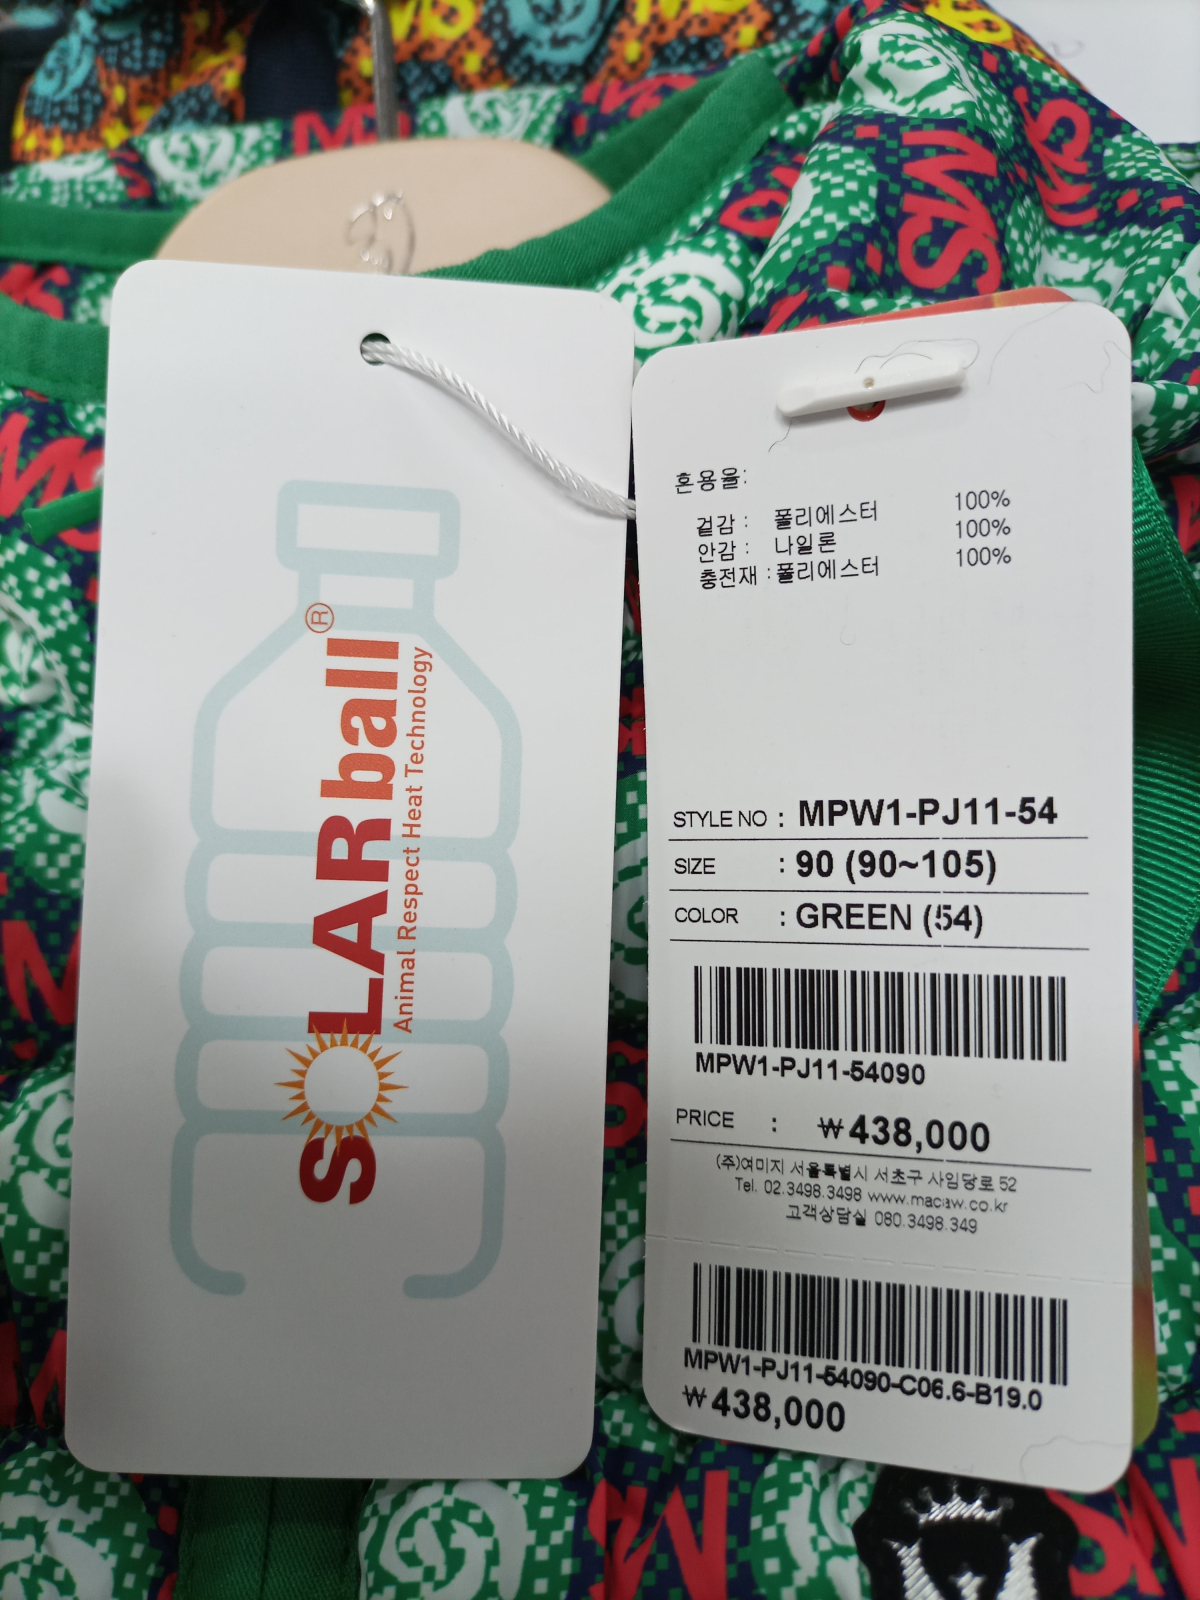 SOLARball®
Animal Respect Heat Technology
혼용율:
겉감 : 폴리에스터 100%
안감 : 나일론 100%
충전재 : 폴리에스터 100%
STYLE NO : MPW1-PJ11-54
SIZE : 90 (90~105)
COLOR : GREEN (54)
MPW1-PJ11-54090
PRICE : ₩438,000
(주)여미지 서울특별시 서초구 사임당로 52
Tel. 02.3498.3498 www.macaw.co.kr
고객상담실 080.3498.349
MPW1-PJ11-54090-C06.6-B19.0
₩438,000